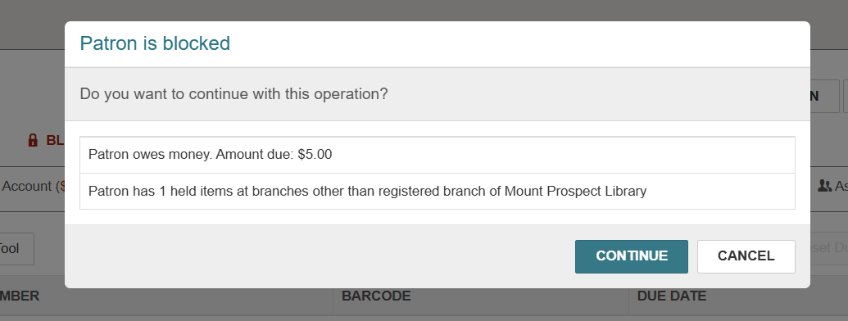 Patron is blocked
Do you want to continue with this operation?
N
BL
Patron owes money. Amount due: $5.00
Account ($
Patron has 1 held items at branches other than registered branch of Mount Prospect Library
As
Tool
CONTINUE
CANCEL
set Du
MBER
BARCODE
DUE DATE